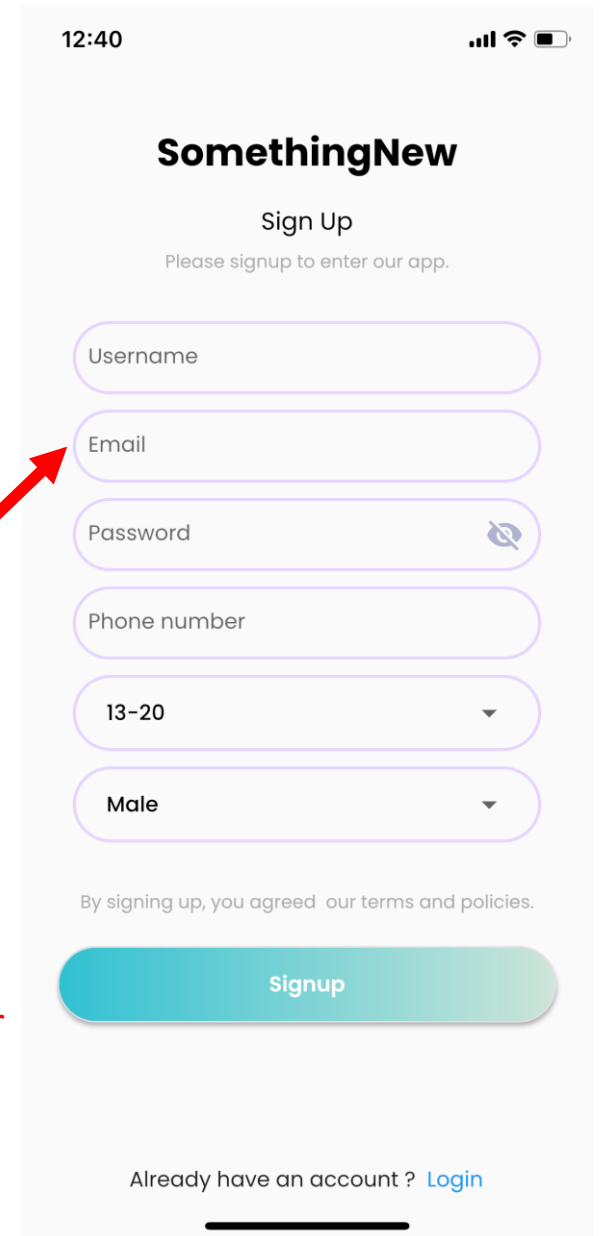 12:40
SomethingNew
Sign Up
Please signup to enter our app.
Username
Email
Password
Phone number
13-20
Male
By signing up, you agreed  our terms and policies.
Signup
Already have an account ? Login